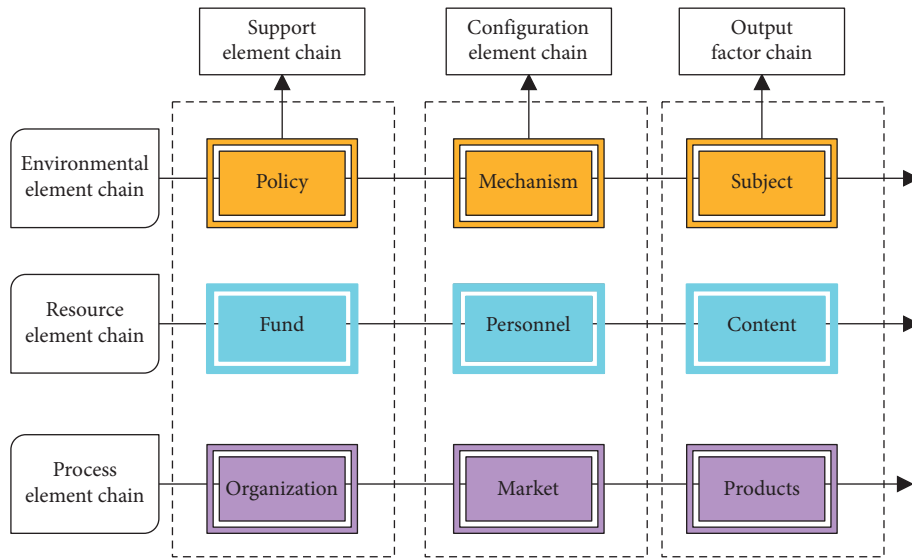 Support
element chain
Configuration
element chain
Output
factor chain
Environmental
element chain
Policy
Mechanism
Subject
Resource
element chain
Fund
Personnel
Content
Process
element chain
Organization
Market
Products